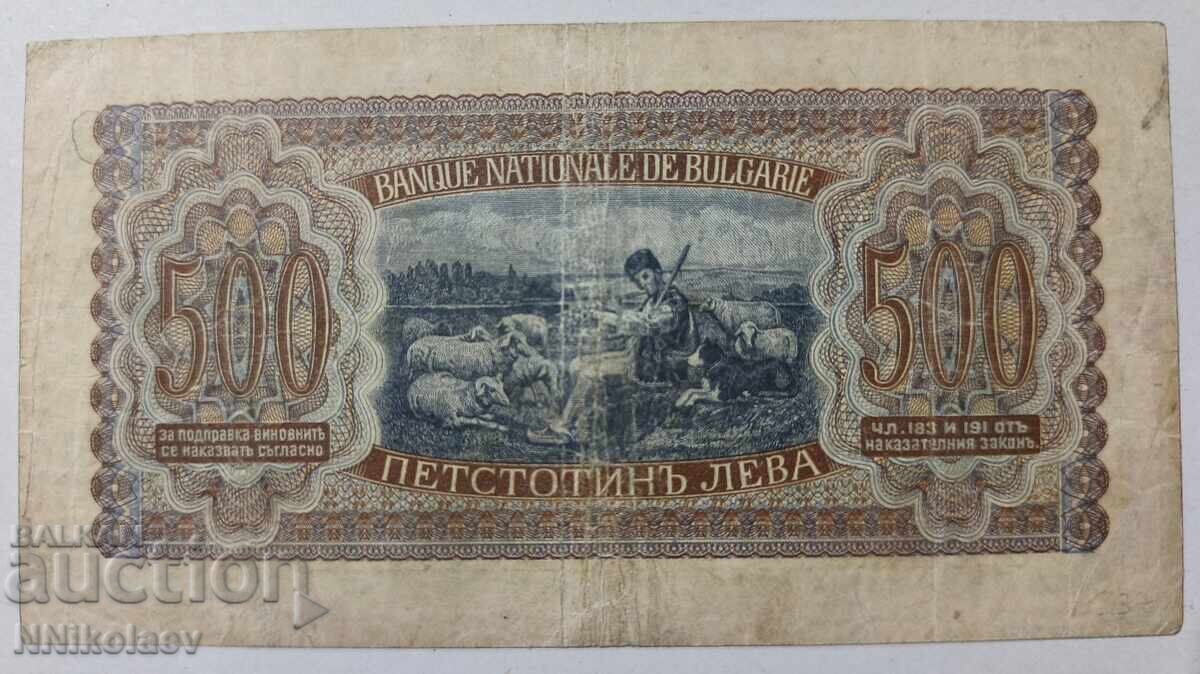 BANQUE NATIONALE DE BULGARIE
500
500
за подправка виновнитѣ
се наказватъ съгласно
чл. 183 и 191 отъ
наказателния законъ.
ПЕТСТОТИНЪ ЛЕВА
BALKAN
auction
NNikolaev